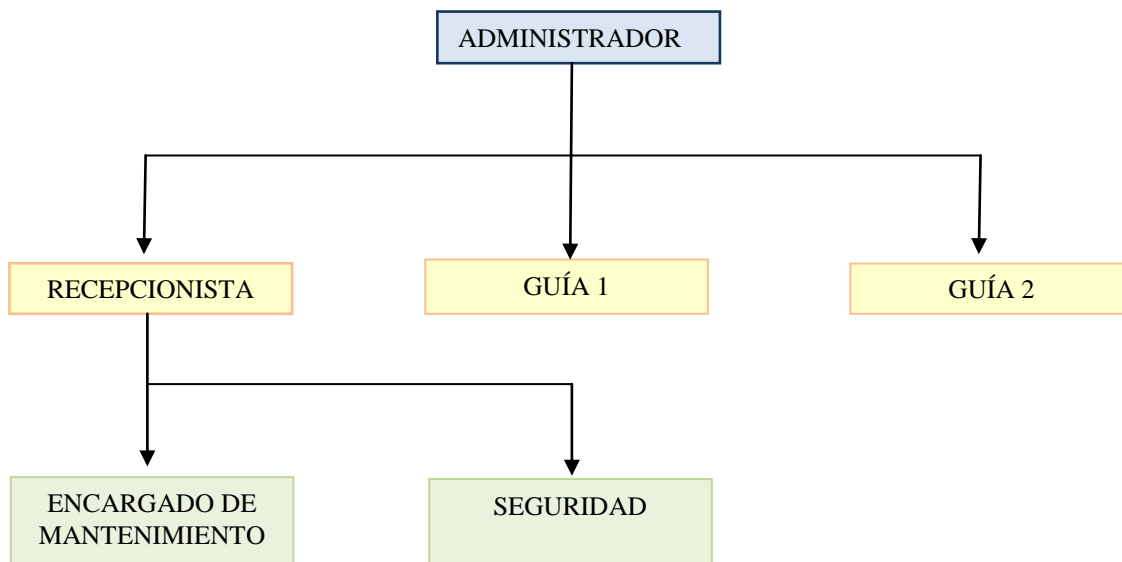 ADMINISTRADOR
RECEPCIONISTA
GUÍA 1
GUÍA 2
ENCARGADO DE
MANTENIMIENTO
SEGURIDAD